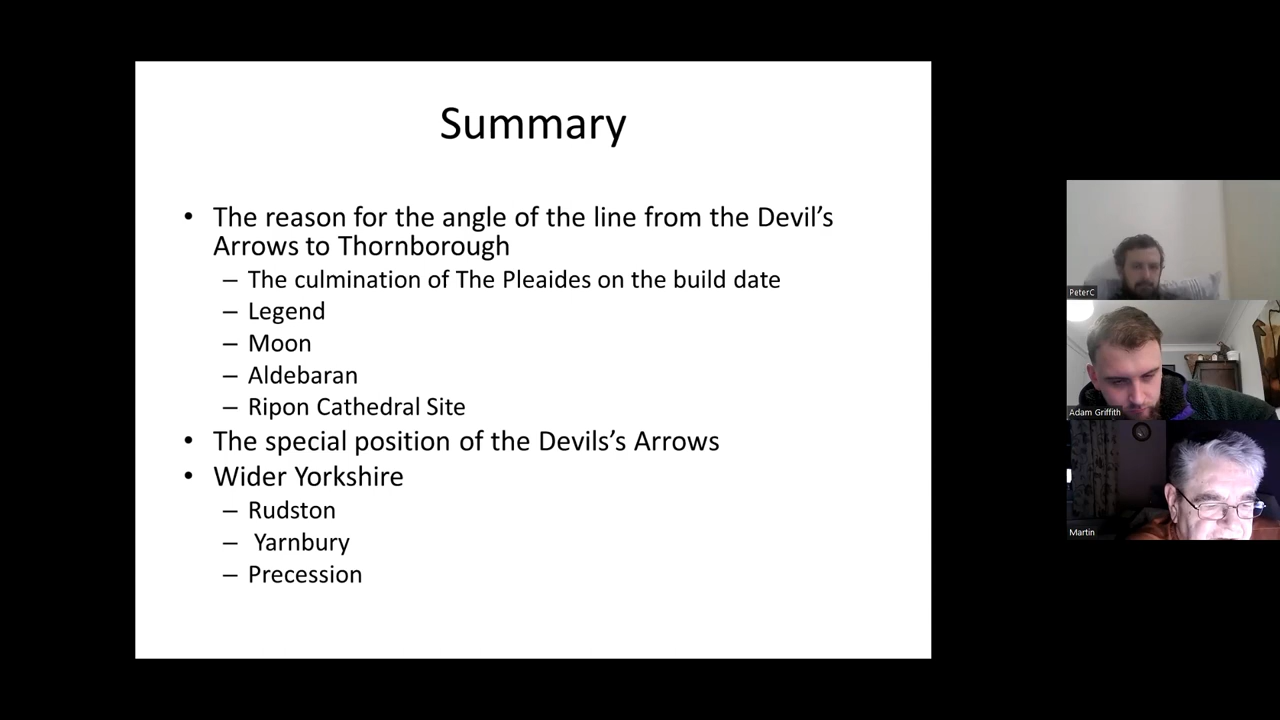 Summary
• The reason for the angle of the line from the Devil’s
Arrows to Thornborough
– The culmination of The Pleaides on the build date
– Legend
– Moon
– Aldebaran
– Ripon Cathedral Site
• The special position of the Devils’s Arrows
• Wider Yorkshire
– Rudston
– Yarnbury
– Precession
PeterC
Adam Griffith
Martin